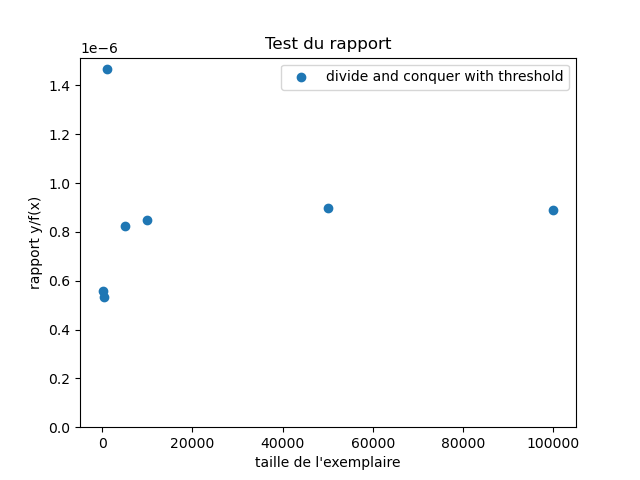 Test du rapport
1e−6
divide and conquer with threshold
1.4
1.2
1.0
0.8
0.6
0.4
0.2
0.0
rapport y/f(x)
0 20000 40000 60000 80000 100000
taille de l'exemplaire